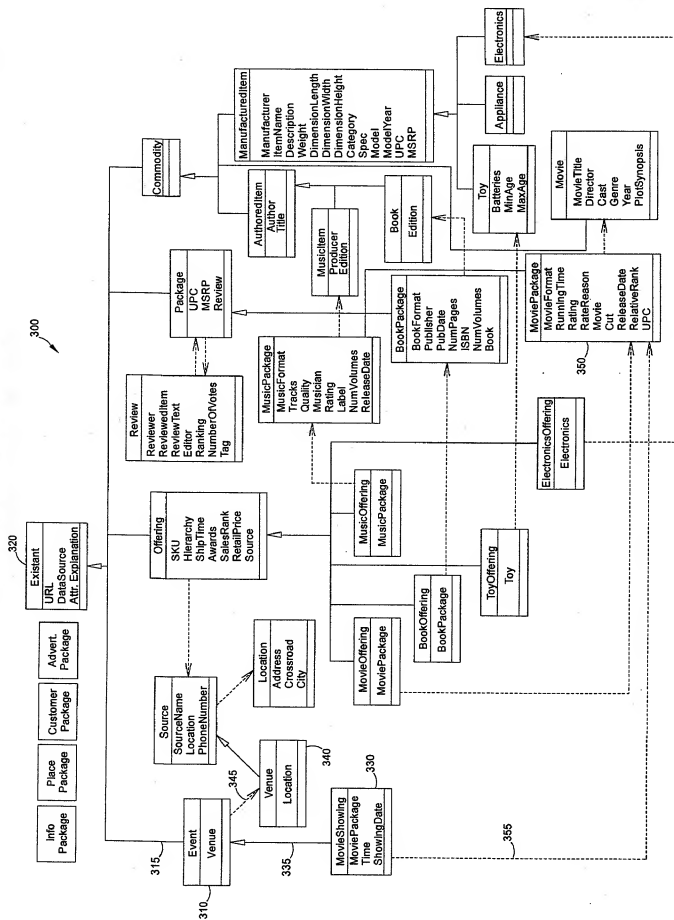 300
Info
Package
Place
Package
Customer
Package
Advert.
Package
320
Existant
URL
DataSource
Attr. Explanation
315
310
Event
Venue
335
MovieShowing
MoviePackage
Time
ShowingDate
330
355
345
Venue
Location
340
Source
SourceName
Location
PhoneNumber
Location
Address
Crossroad
City
Offering
SKU
Hierarchy
ShipTime
Awards
SalesRank
RetailPrice
Source
MovieOffering
MoviePackage
BookOffering
BookPackage
MusicOffering
MusicPackage
ToyOffering
Toy
ElectronicsOffering
Electronics
Review
Reviewer
ReviewedItem
ReviewText
Editor
Ranking
NumberOfVotes
Tag
Package
UPC
MSRP
Review
MusicPackage
MusicFormat
Tracks
Quality
Musician
Rating
Label
NumVolumes
ReleaseDate
BookPackage
BookFormat
Publisher
PubDate
NumPages
ISBN
NumVolumes
Book
MoviePackage
MovieFormat
RunningTime
Rating
RateReason
Movie
Cut
ReleaseDate
RelativeRank
UPC
350
Commodity
AuthoredItem
Author
Title
MusicItem
Producer
Edition
Book
Edition
ManufacturedItem
Manufacturer
ItemName
Description
Weight
DimensionLength
DimensionWidth
DimensionHeight
Category
Spec
Model
ModelYear
UPC
MSRP
Toy
Batteries
MinAge
MaxAge
Appliance
Electronics
Movie
MovieTitle
Director
Cast
Genre
Year
PlotSynopsis